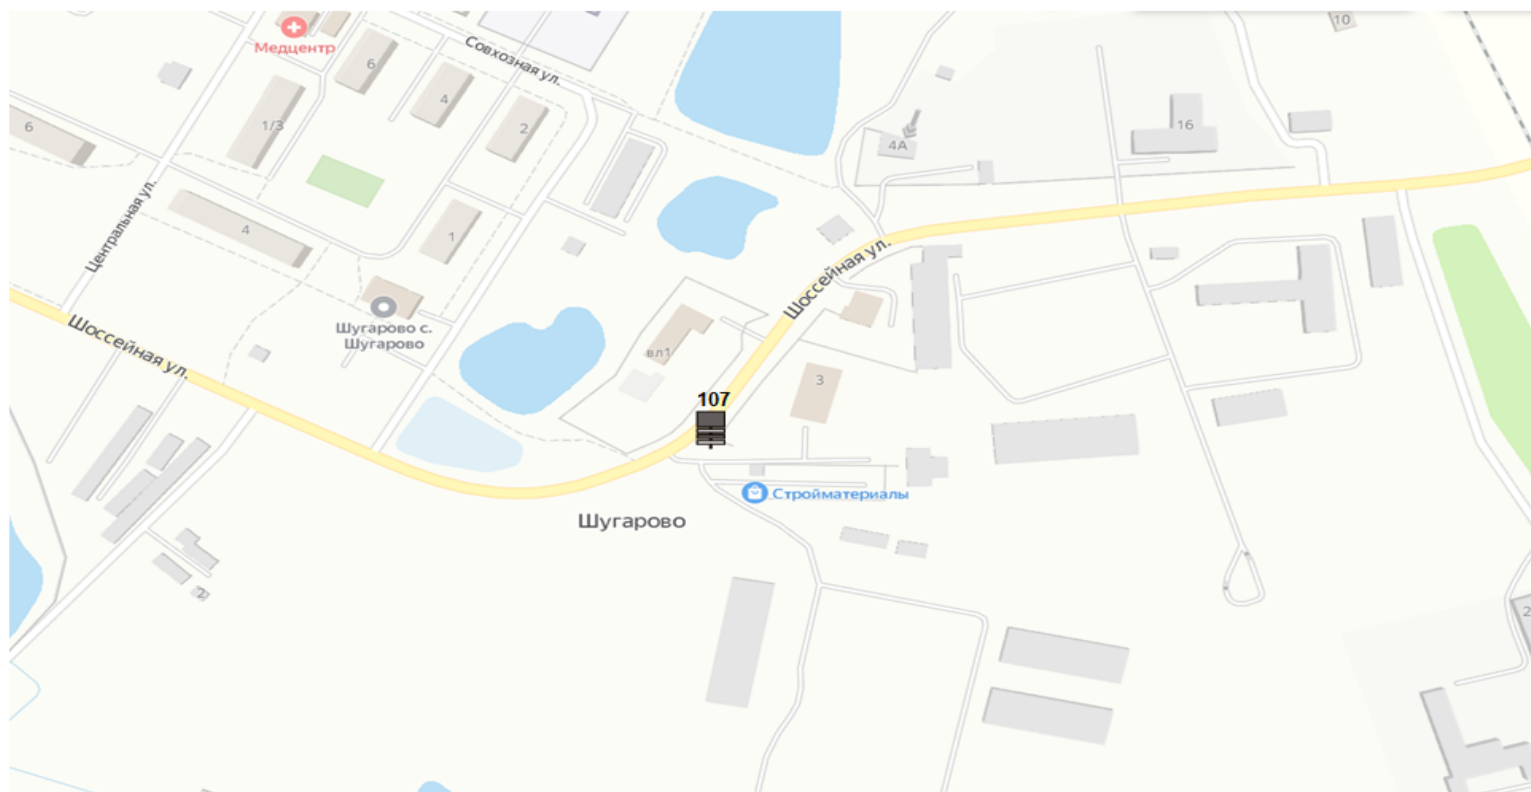 10
Медцентр
Совхозная ул.
6
4
1/3
2
6
16
4А
Центральная ул.
4
1
Шоссейная ул.
Шугарово с.
Шугарово
Шоссейная ул.
вл1
3
107
Стройматериалы
Шугарово
2
2